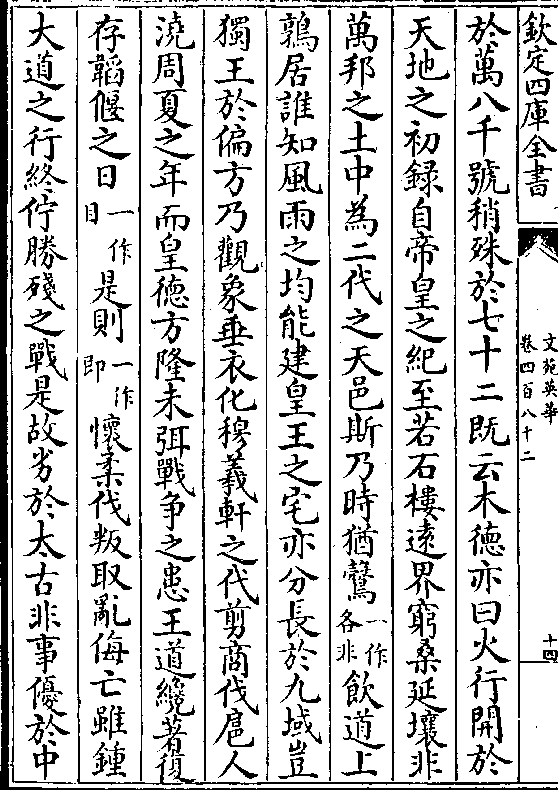 欽定四庫全書
文苑英華
卷四百八十二
十四
於萬八千號稍殊於七十二既云木德亦曰火行開於
天地之初録自帝皇之紀至若石樓遠界窮桑延壤非
萬邦之土中為二代之天邑斯乃時猶鷖一作各非飲道上
鶉居誰知風雨之均能建皇王之宅亦分長於九域豈
獨王於偏方乃觀象垂衣化穆羲軒之代剪商伐扈人
澆周夏之年而皇德方隆未弭戰爭之患王道纔著復
存韜偃之日一作目是則一作即懷柔伐叛取亂侮亡雖鍾
大道之行終佇勝殘之戰是故劣於太古非事優於中